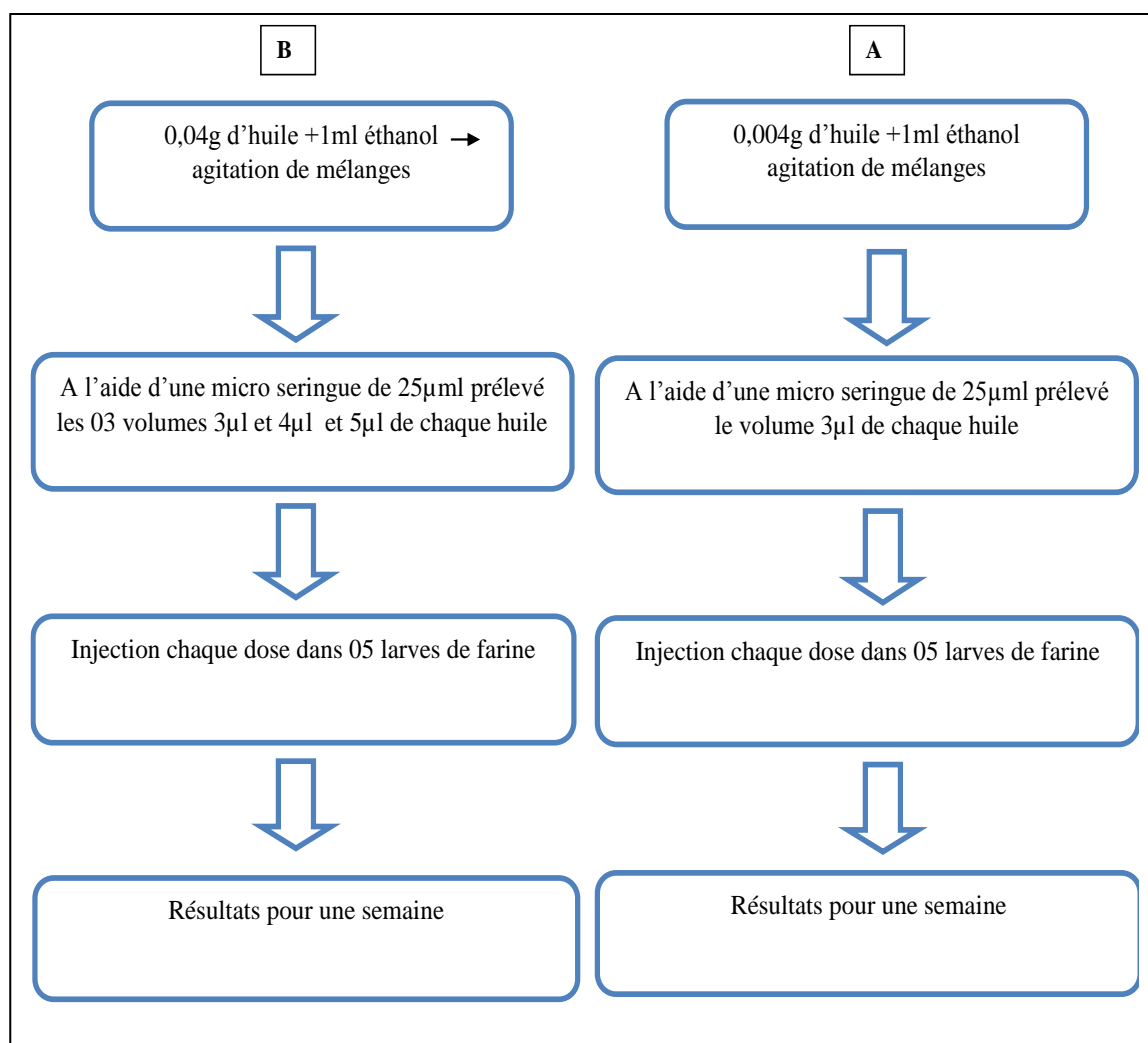 B
0,04g d'huile +1ml éthanol →
agitation de mélanges
A l'aide d'une micro seringue de 25µml prélevé
les 03 volumes 3µl et 4µl et 5µl de chaque huile
Injection chaque dose dans 05 larves de farine
Résultats pour une semaine
A
0,004g d'huile +1ml éthanol
agitation de mélanges
A l'aide d'une micro seringue de 25µml prélevé
le volume 3µl de chaque huile
Injection chaque dose dans 05 larves de farine
Résultats pour une semaine